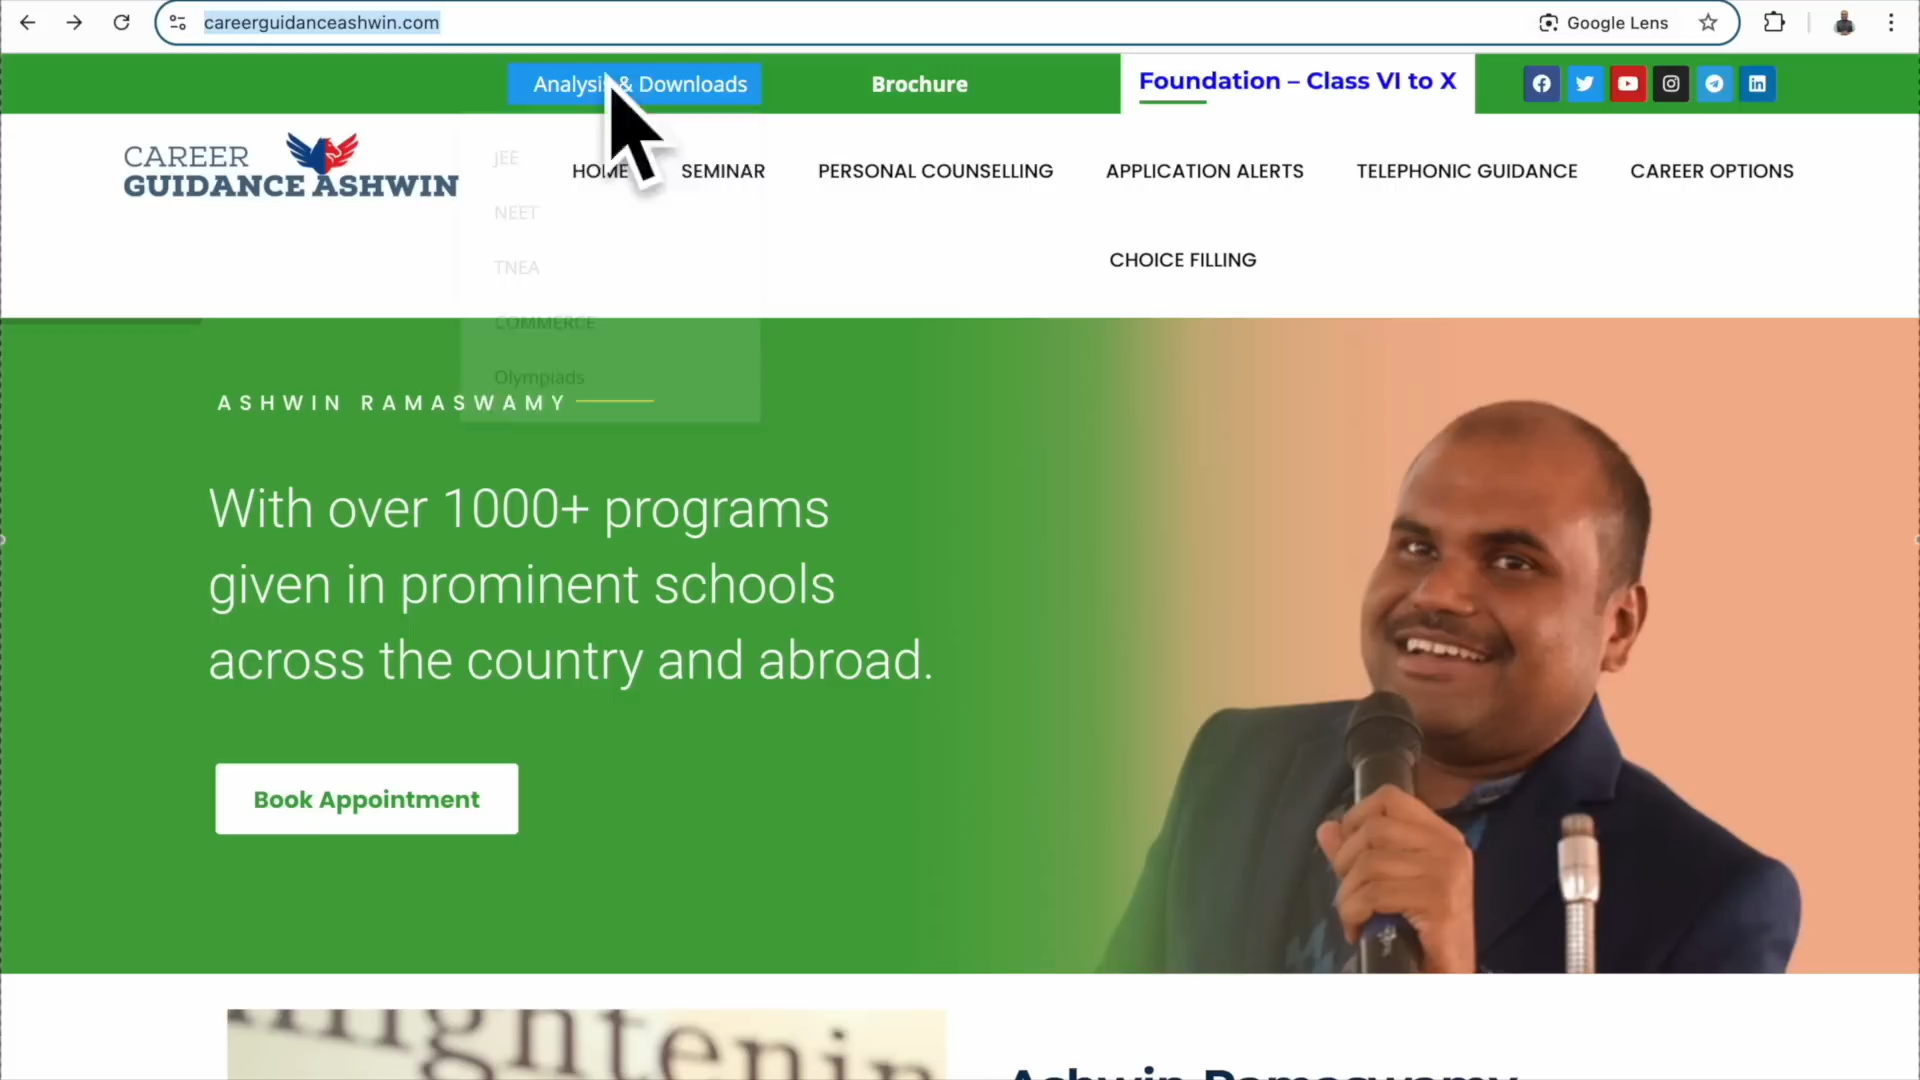 careerguidanceashwin.com
Google Lens
Analysis & Downloads
Brochure
Foundation – Class VI to X
CAREER
GUIDANCE ASHWIN
HOME
SEMINAR
PERSONAL COUNSELLING
APPLICATION ALERTS
TELEPHONIC GUIDANCE
CAREER OPTIONS
CHOICE FILLING
JEE
NEET
TNEA
COMMERCE
Olympiads
ASHWIN RAMASWAMY
With over 1000+ programs
given in prominent schools
across the country and abroad.
Book Appointment
Ashwin Ramaswamy